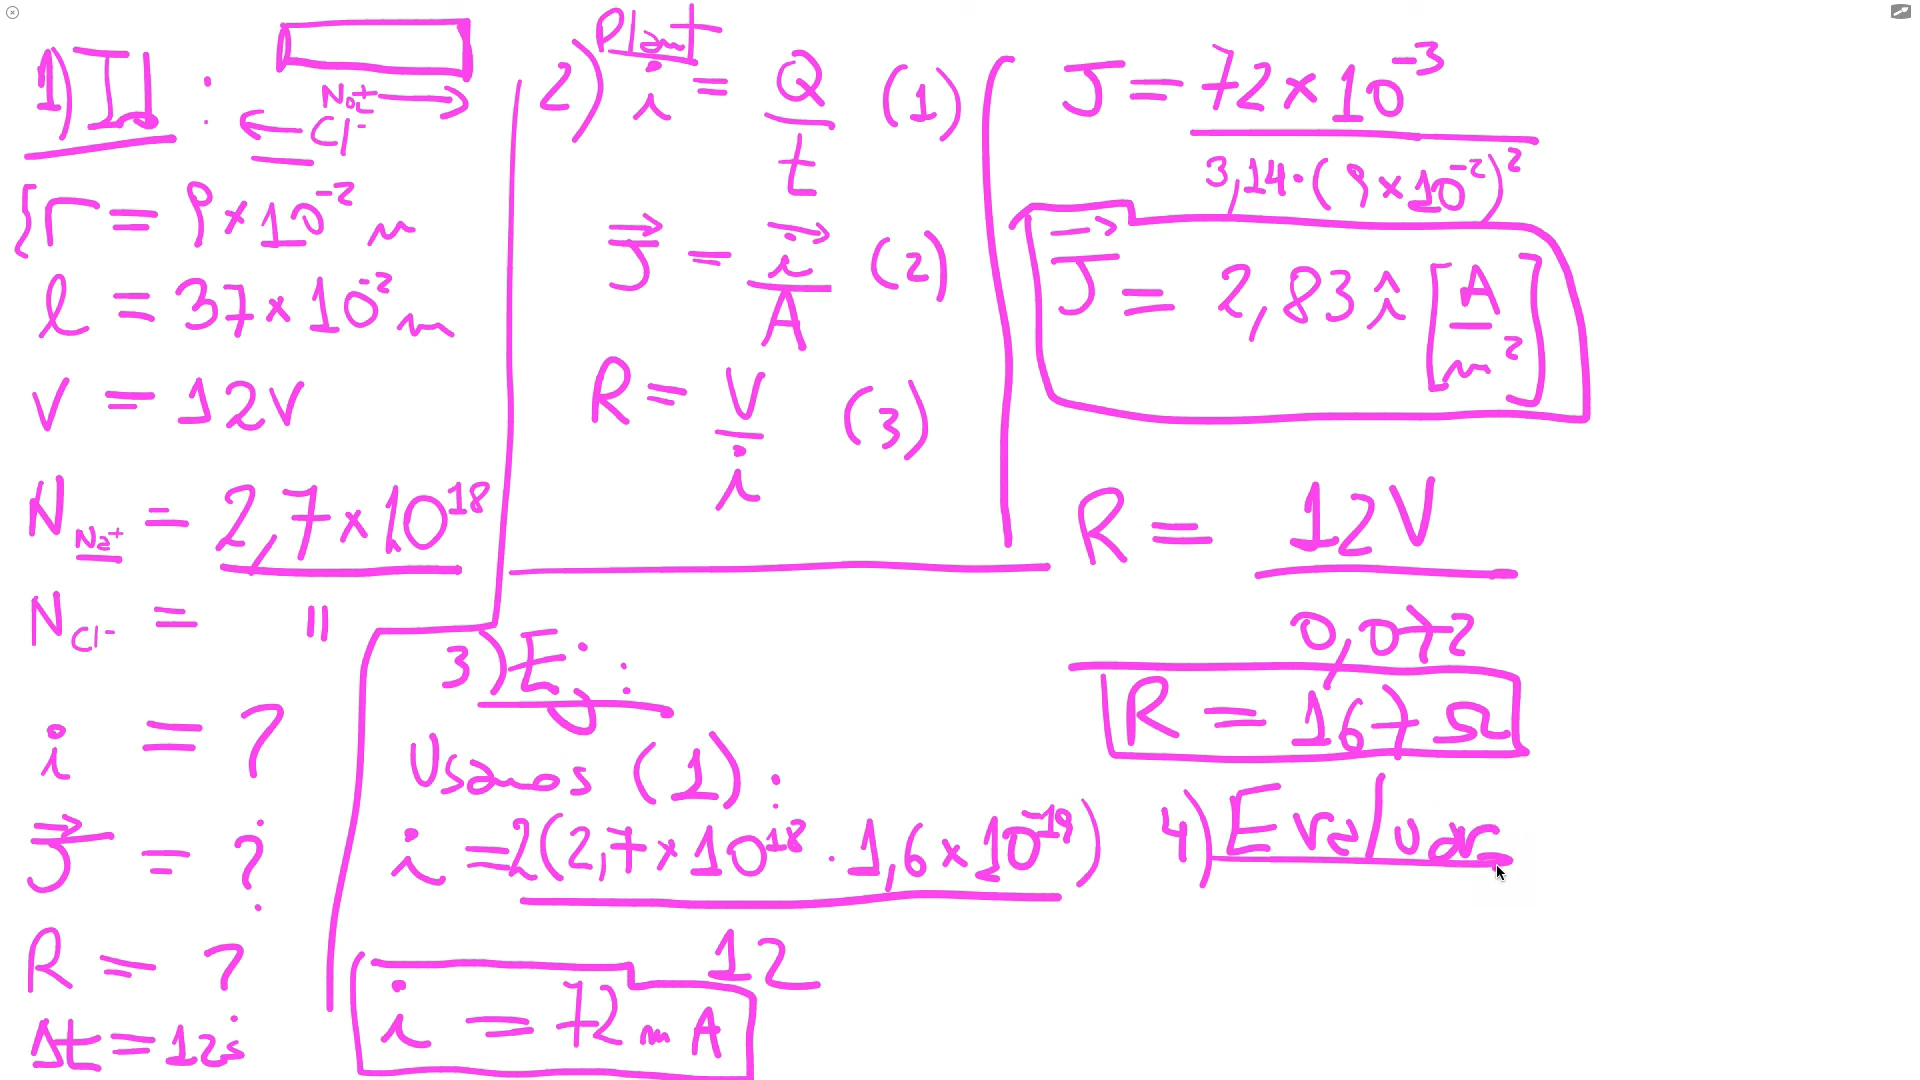 1) Id :
Na⁺ →
← Cl⁻
r = 9 × 10⁻² m
l = 37 × 10⁻² m
V = 12V
N_Na⁺ = 2,7 × 10¹⁸
N_Cl⁻ = "
i = ?
J⃗ = ?
R = ?
Δt = 12s
2) Plant
i = Q / t (1)
J⃗ = i⃗ / A (2)
R = V / i (3)
3) Ej :
Usamos (1) :
i = 2(2,7 × 10¹⁸ · 1,6 × 10⁻¹⁹) / 12
i = 72 mA
J = 72 × 10⁻³ / 3,14 · (9 × 10⁻²)²
J⃗ = 2,83 î [A / m²]
R = 12V / 0,072
R = 167 Ω
4) Evaluar